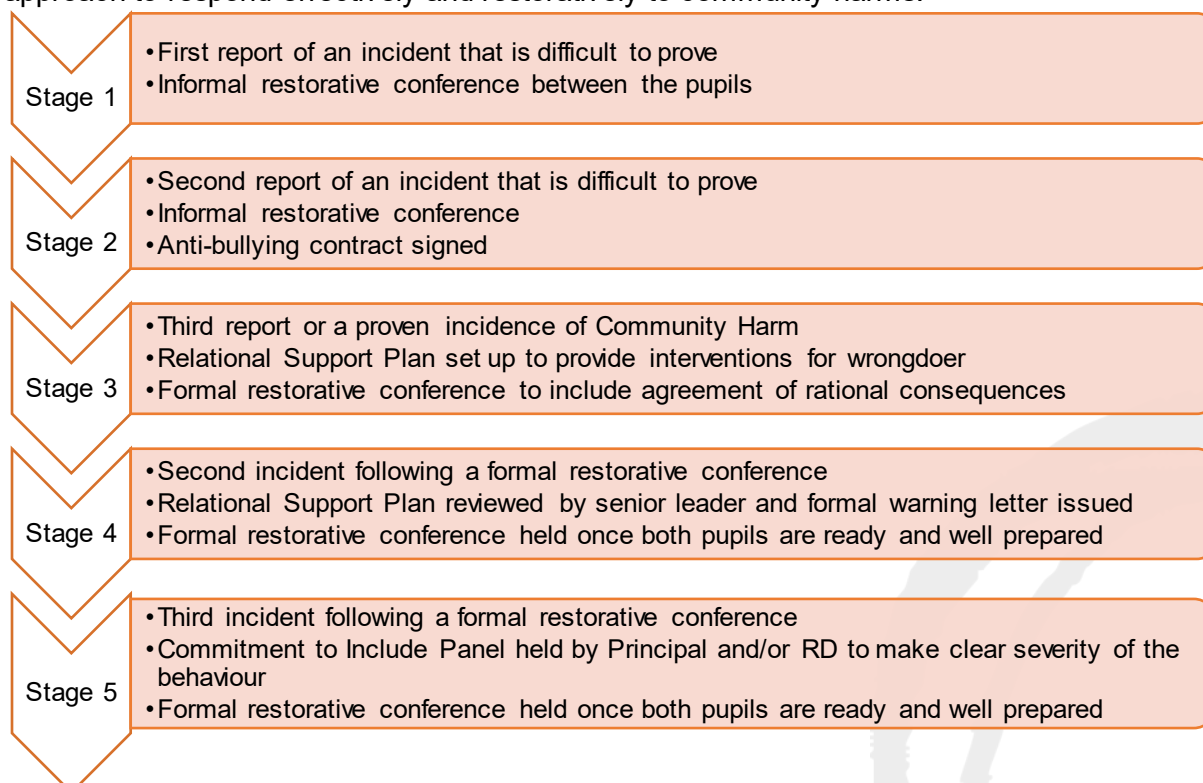 approach to respond effectively and restoratively to community harms.
Stage 1
•First report of an incident that is difficult to prove
•Informal restorative conference between the pupils
Stage 2
•Second report of an incident that is difficult to prove
•Informal restorative conference
•Anti-bullying contract signed
Stage 3
•Third report or a proven incidence of Community Harm
•Relational Support Plan set up to provide interventions for wrongdoer
•Formal restorative conference to include agreement of rational consequences
Stage 4
•Second incident following a formal restorative conference
•Relational Support Plan reviewed by senior leader and formal warning letter issued
•Formal restorative conference held once both pupils are ready and well prepared
Stage 5
•Third incident following a formal restorative conference
•Commitment to Include Panel held by Principal and/or RD to make clear severity of the
behaviour
•Formal restorative conference held once both pupils are ready and well prepared